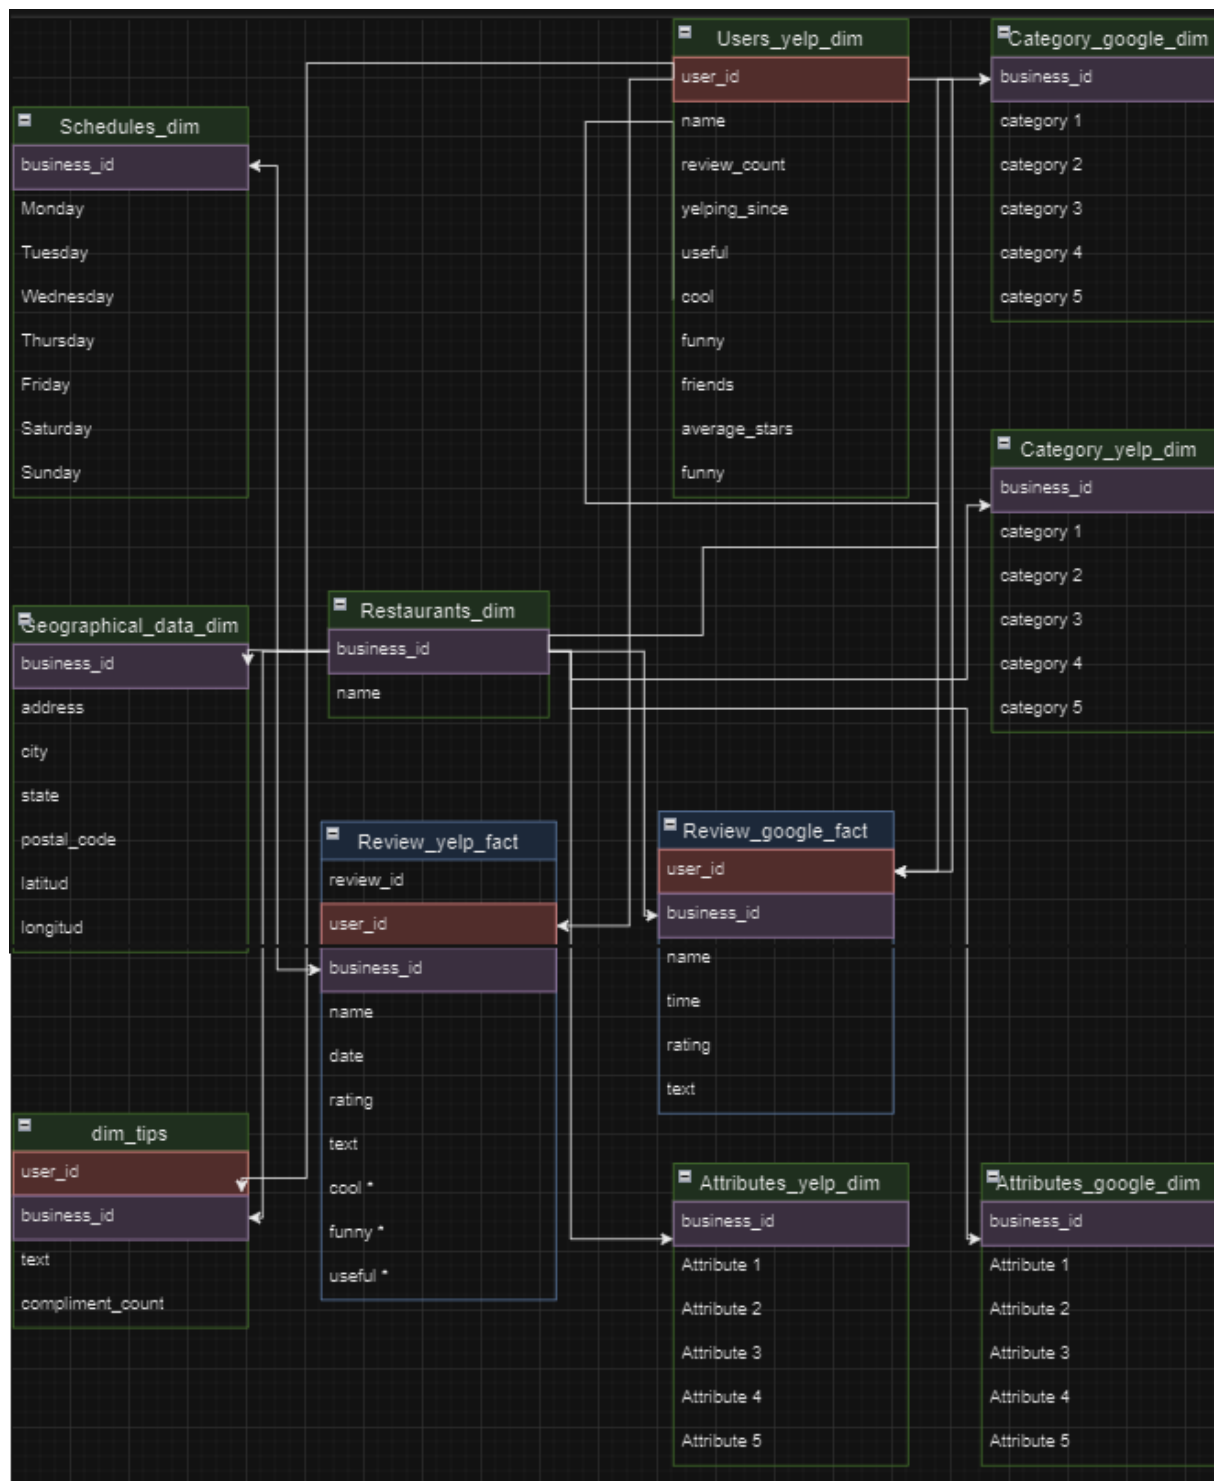 Users_yelp_dim
user_id
name
review_count
yelping_since
useful
cool
funny
friends
average_stars
funny
Category_google_dim
business_id
category 1
category 2
category 3
category 4
category 5
Schedules_dim
business_id
Monday
Tuesday
Wednesday
Thursday
Friday
Saturday
Sunday
Category_yelp_dim
business_id
category 1
category 2
category 3
category 4
category 5
Geographical_data_dim
business_id
address
city
state
postal_code
latitud
longitud
Restaurants_dim
business_id
name
Review_yelp_fact
review_id
user_id
business_id
name
date
rating
text
cool *
funny *
useful *
Review_google_fact
user_id
business_id
name
time
rating
text
dim_tips
user_id
business_id
text
compliment_count
Attributes_yelp_dim
business_id
Attribute 1
Attribute 2
Attribute 3
Attribute 4
Attribute 5
Attributes_google_dim
business_id
Attribute 1
Attribute 2
Attribute 3
Attribute 4
Attribute 5